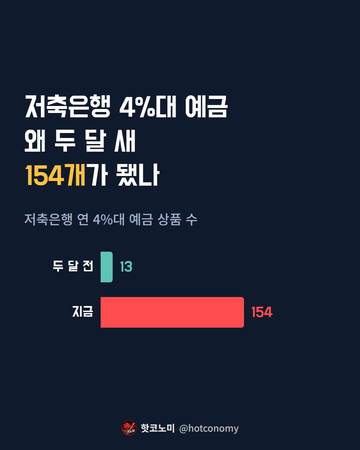 저축은행 4%대 예금
왜 두 달 새
154개가 됐나
저축은행 연 4%대 예금 상품 수
두 달 전 13
지금 154
핫코노미 @hotconomy